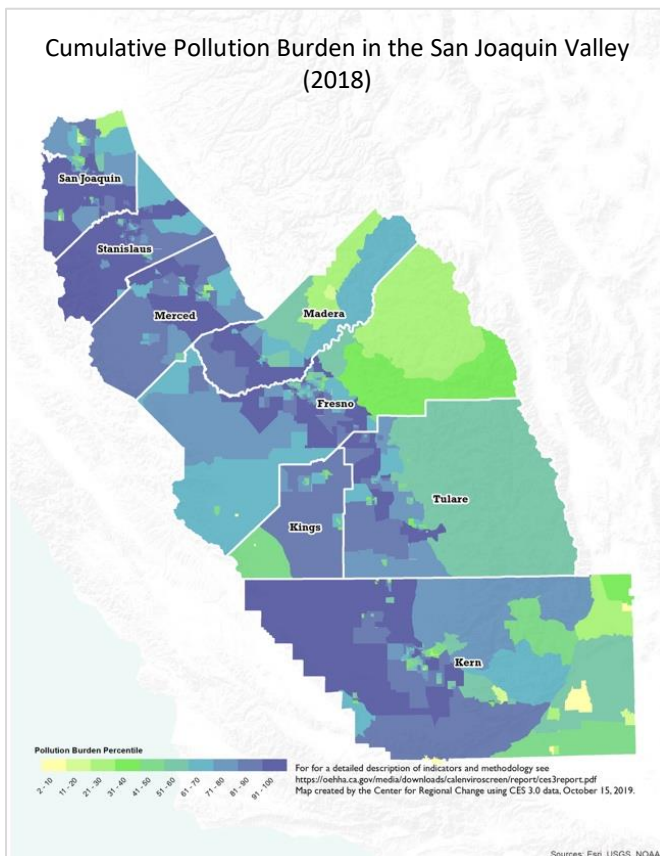 Cumulative Pollution Burden in the San Joaquin Valley
(2018)
San Joaquin
Stanislaus
Merced
Madera
Fresno
Tulare
Kings
Kern
Pollution Burden Percentile
2 - 10
11 - 20
21 - 30
31 - 40
41 - 50
51 - 60
61 - 70
71 - 80
81 - 90
91 - 100
For for a detailed description of indicators and methodology see
https://oehha.ca.gov/media/downloads/calenviroscreen/report/ces3report.pdf
Map created by the Center for Regional Change using CES 3.0 data, October 15, 2019.
Sources: Esri, USGS, NOAA